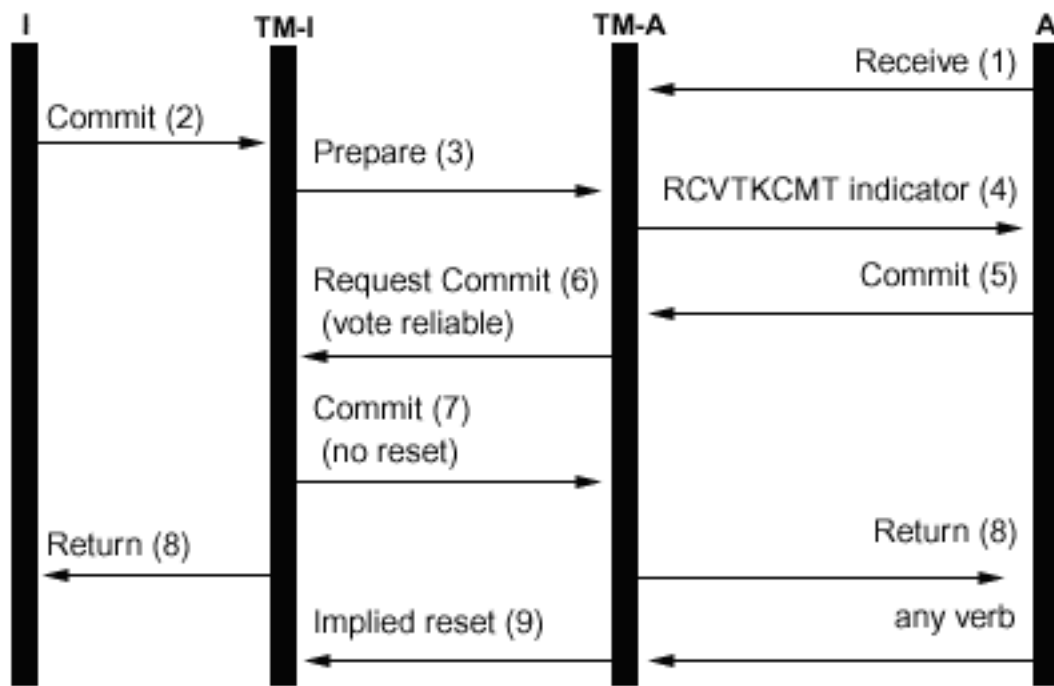 I TM-I TM-A A
Receive (1)
Commit (2)
Prepare (3)
RCVTKCMT indicator (4)
Commit (5)
Request Commit (6)
(vote reliable)
Commit (7)
(no reset)
Return (8)
Return (8)
any verb
Implied reset (9)